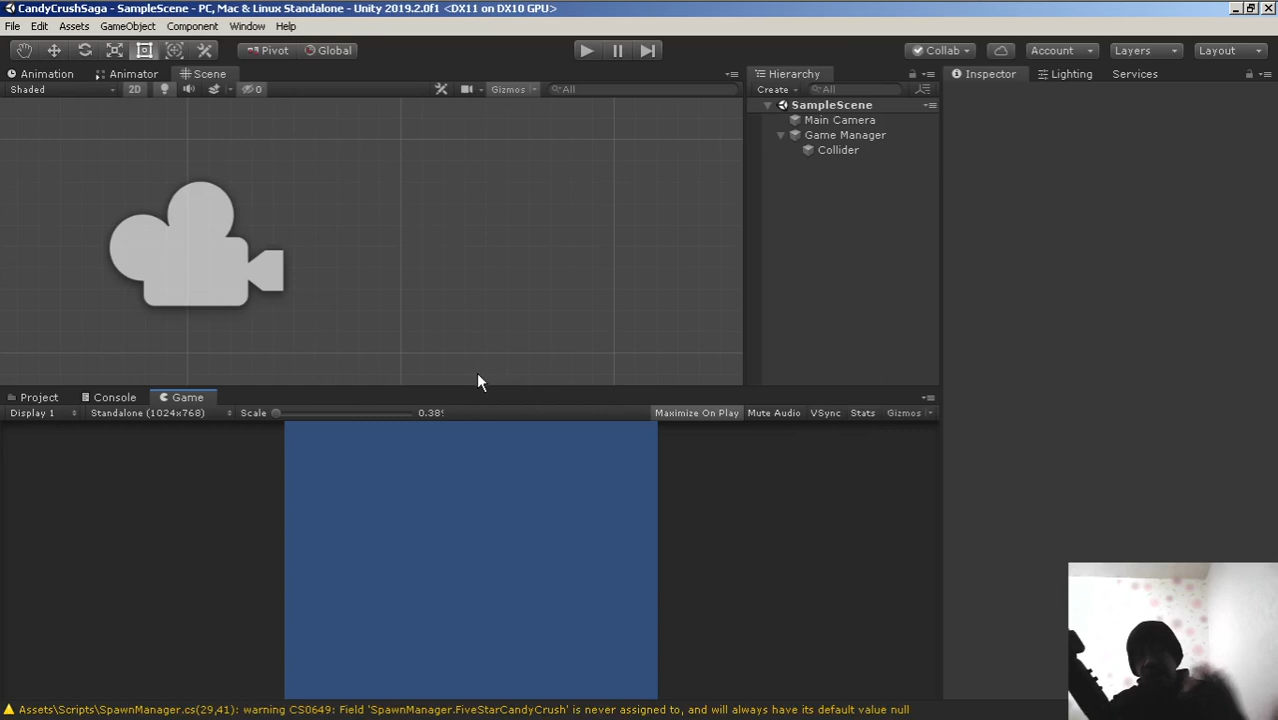 CandyCrushSaga - SampleScene - PC, Mac & Linux Standalone - Unity 2019.2.0f1 <DX11 on DX10 GPU>
File Edit Assets GameObject Component Window Help
Pivot Global Collab Account Layers Layout
Animation Animator Scene Hierarchy Inspector Lighting Services
Shaded 2D 0 Gizmos All Create All
SampleScene
Main Camera
Game Manager
Collider
Project Console Game
Display 1 Standalone (1024x768) Scale 0.38 Maximize On Play Mute Audio VSync Stats Gizmos
Assets\Scripts\SpawnManager.cs(29,41): warning CS0649: Field 'SpawnManager.FiveStarCandyCrush' is never assigned to, and will always have its default value null